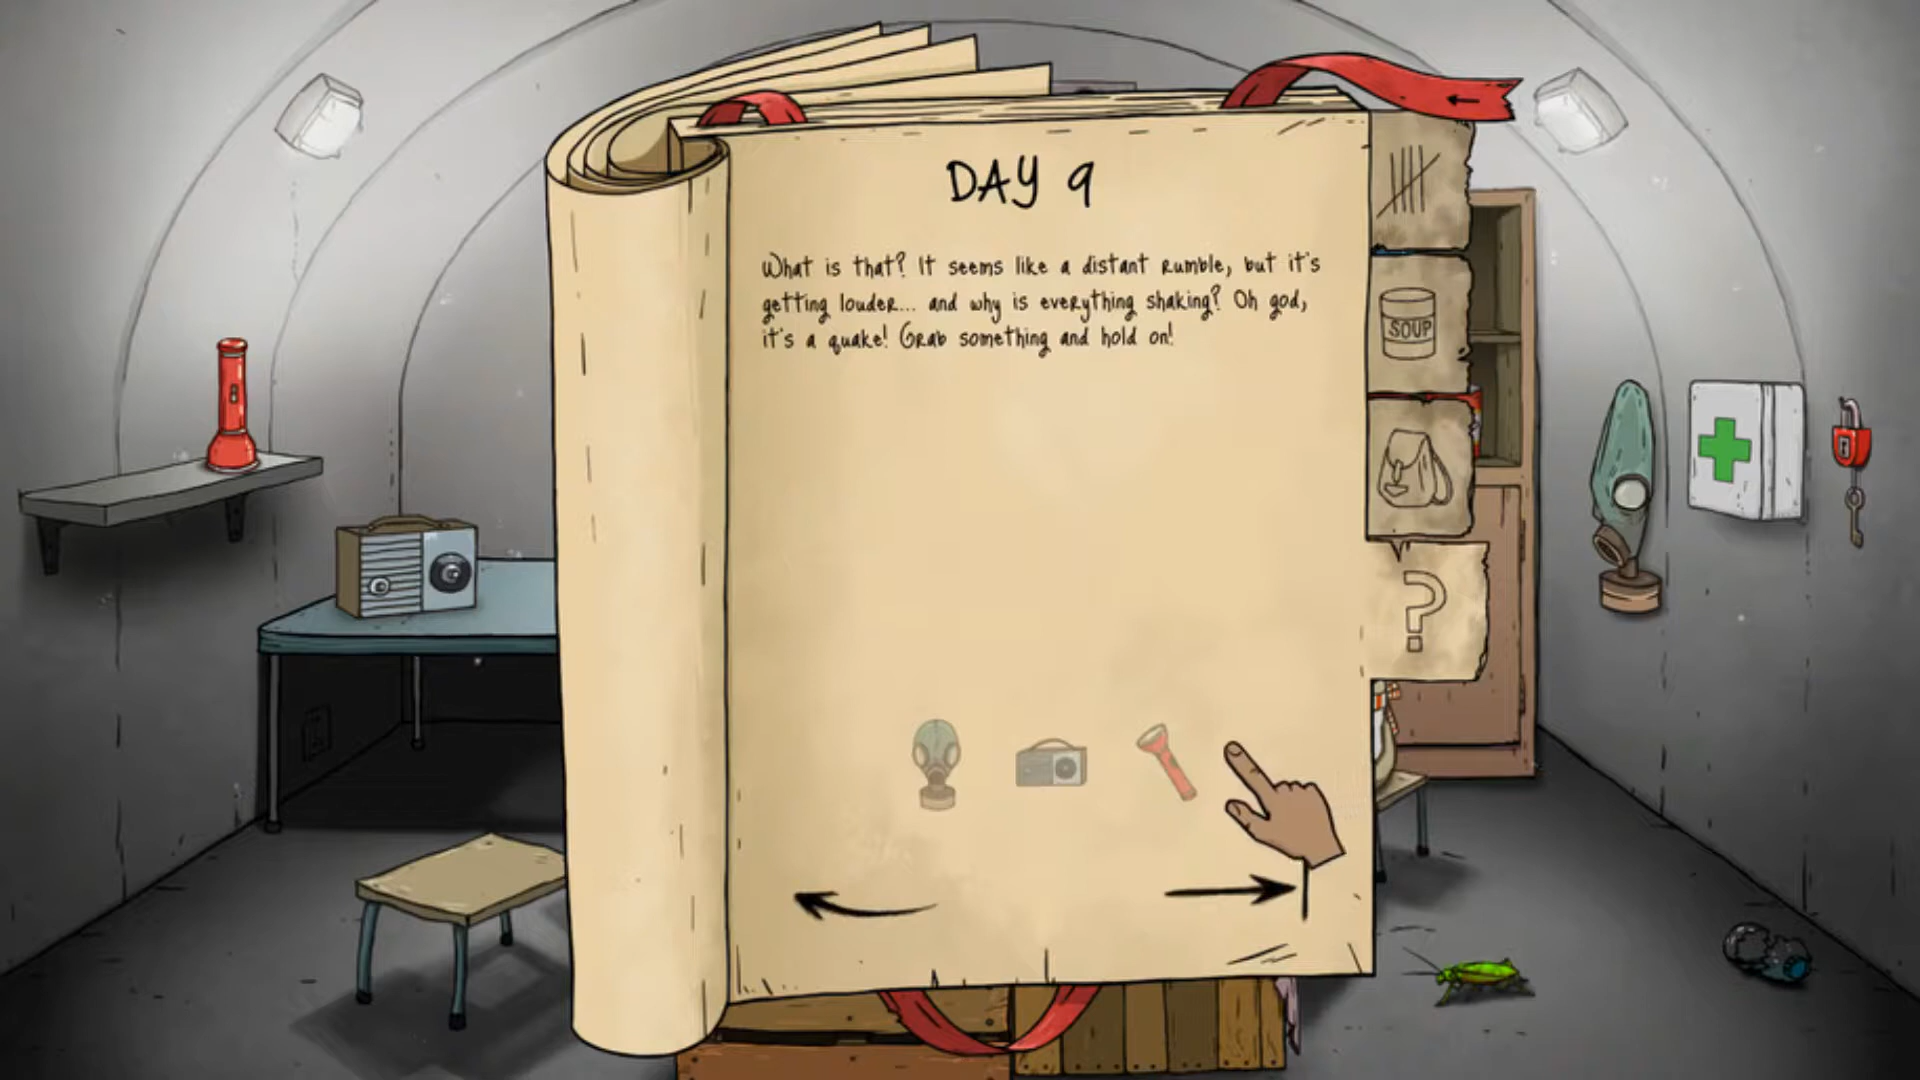 DAY 9
What is that? It seems like a distant rumble, but it's
getting louder... and why is everything shaking? Oh god,
it's a quake! Grab something and hold on!
SOUP